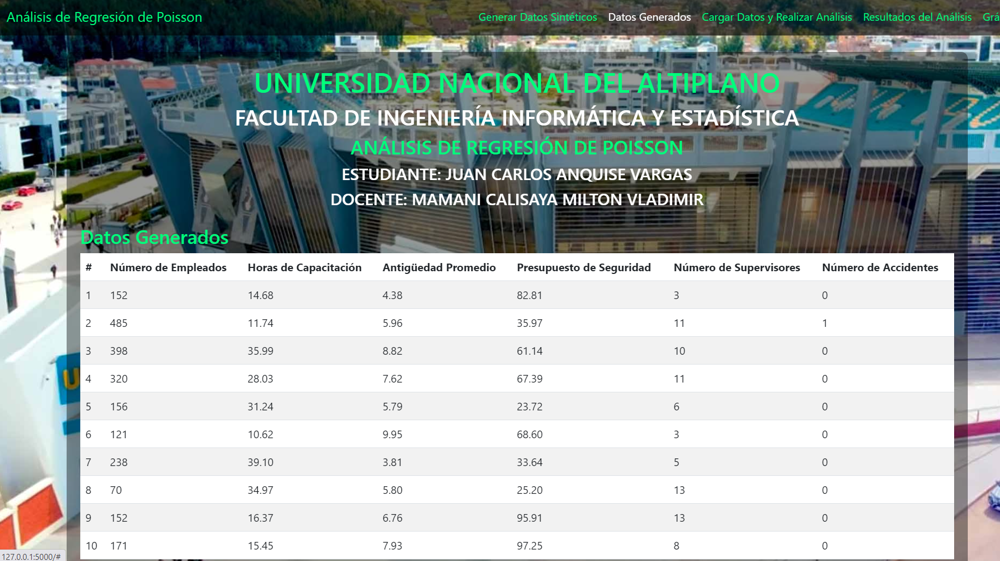 Análisis de Regresión de Poisson
Generar Datos Sintéticos Datos Generados Cargar Datos y Realizar Análisis Resultados del Análisis Grá
UNIVERSIDAD NACIONAL DEL ALTIPLANO
FACULTAD DE INGENIERÍA INFORMÁTICA Y ESTADÍSTICA
ANÁLISIS DE REGRESIÓN DE POISSON
ESTUDIANTE: JUAN CARLOS ANQUISE VARGAS
DOCENTE: MAMANI CALISAYA MILTON VLADIMIR
Datos Generados
# Número de Empleados Horas de Capacitación Antigüedad Promedio Presupuesto de Seguridad Número de Supervisores Número de Accidentes
1 152 14.68 4.38 82.81 3 0
2 485 11.74 5.96 35.97 11 1
3 398 35.99 8.82 61.14 10 0
4 320 28.03 7.62 67.39 11 0
5 156 31.24 5.79 23.72 6 0
6 121 10.62 9.95 68.60 3 0
7 238 39.10 3.81 33.64 5 0
8 70 34.97 5.80 25.20 13 0
9 152 16.37 6.76 95.91 13 0
10 171 15.45 7.93 97.25 8 0
127.0.0.1:5000/#